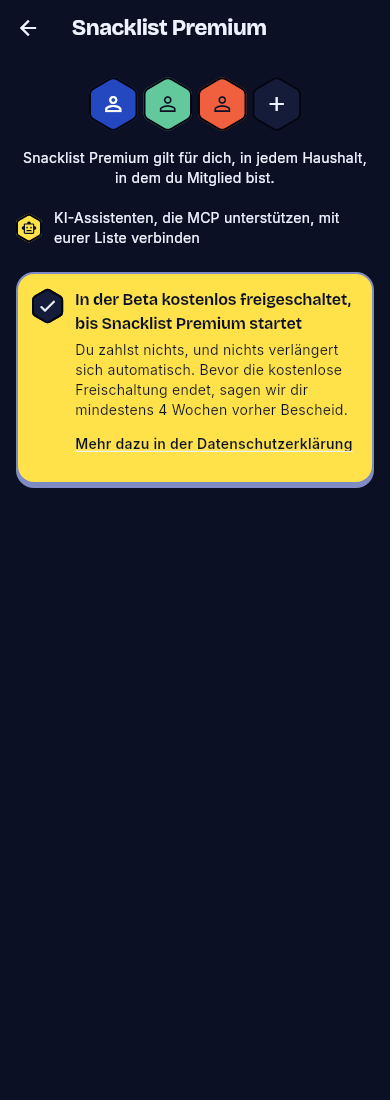 Snacklist Premium
Snacklist Premium gilt für dich, in jedem Haushalt,
in dem du Mitglied bist.
KI-Assistenten, die MCP unterstützen, mit
eurer Liste verbinden
In der Beta kostenlos freigeschaltet,
bis Snacklist Premium startet
Du zahlst nichts, und nichts verlängert
sich automatisch. Bevor die kostenlose
Freischaltung endet, sagen wir dir
mindestens 4 Wochen vorher Bescheid.
Mehr dazu in der Datenschutzerklärung